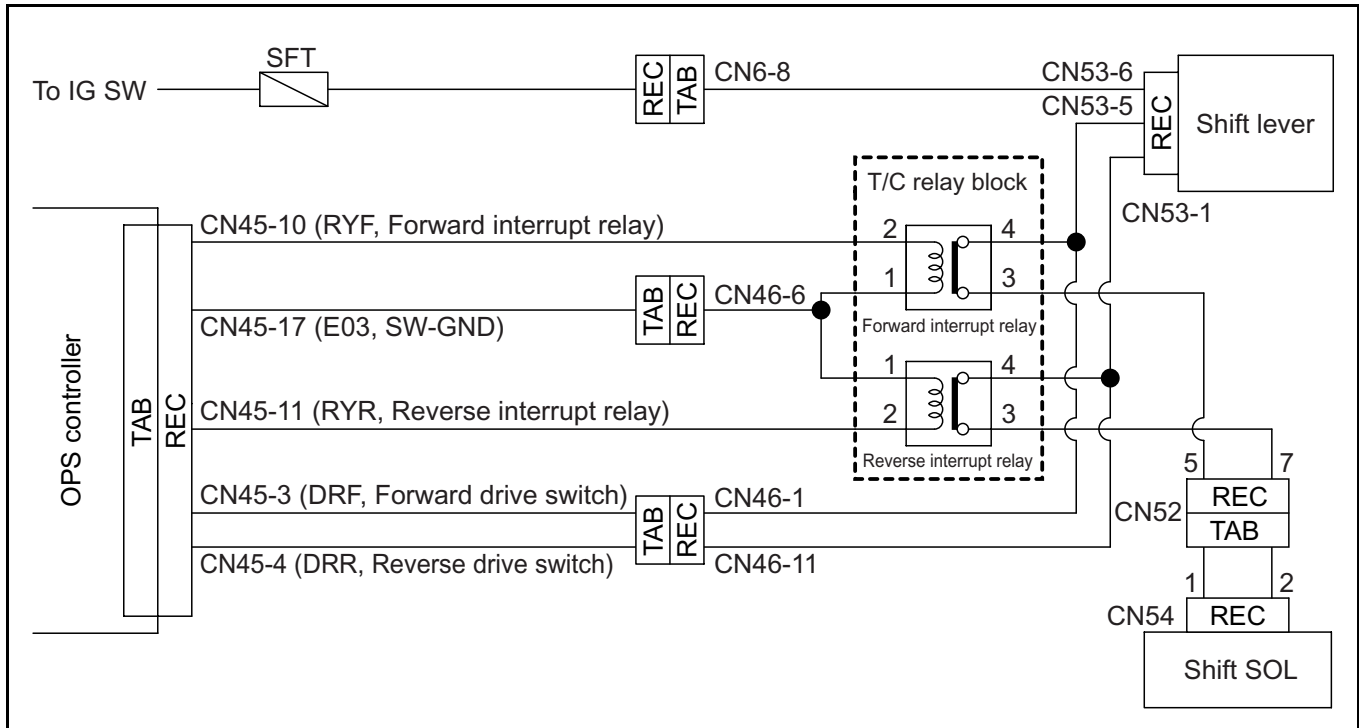 SFT
To IG SW
REC
TAB
CN6-8
CN53-6
CN53-5
REC
Shift lever
CN53-1
T/C relay block
CN45-10 (RYF, Forward interrupt relay)
2
4
1
3
Forward interrupt relay
TAB
REC
CN46-6
CN45-17 (E03, SW-GND)
1
4
2
3
Reverse interrupt relay
CN45-11 (RYR, Reverse interrupt relay)
OPS controller
TAB
REC
CN45-3 (DRF, Forward drive switch)
TAB
REC
CN46-1
CN45-4 (DRR, Reverse drive switch)
CN46-11
5
7
CN52
REC
TAB
1
2
CN54
REC
Shift SOL